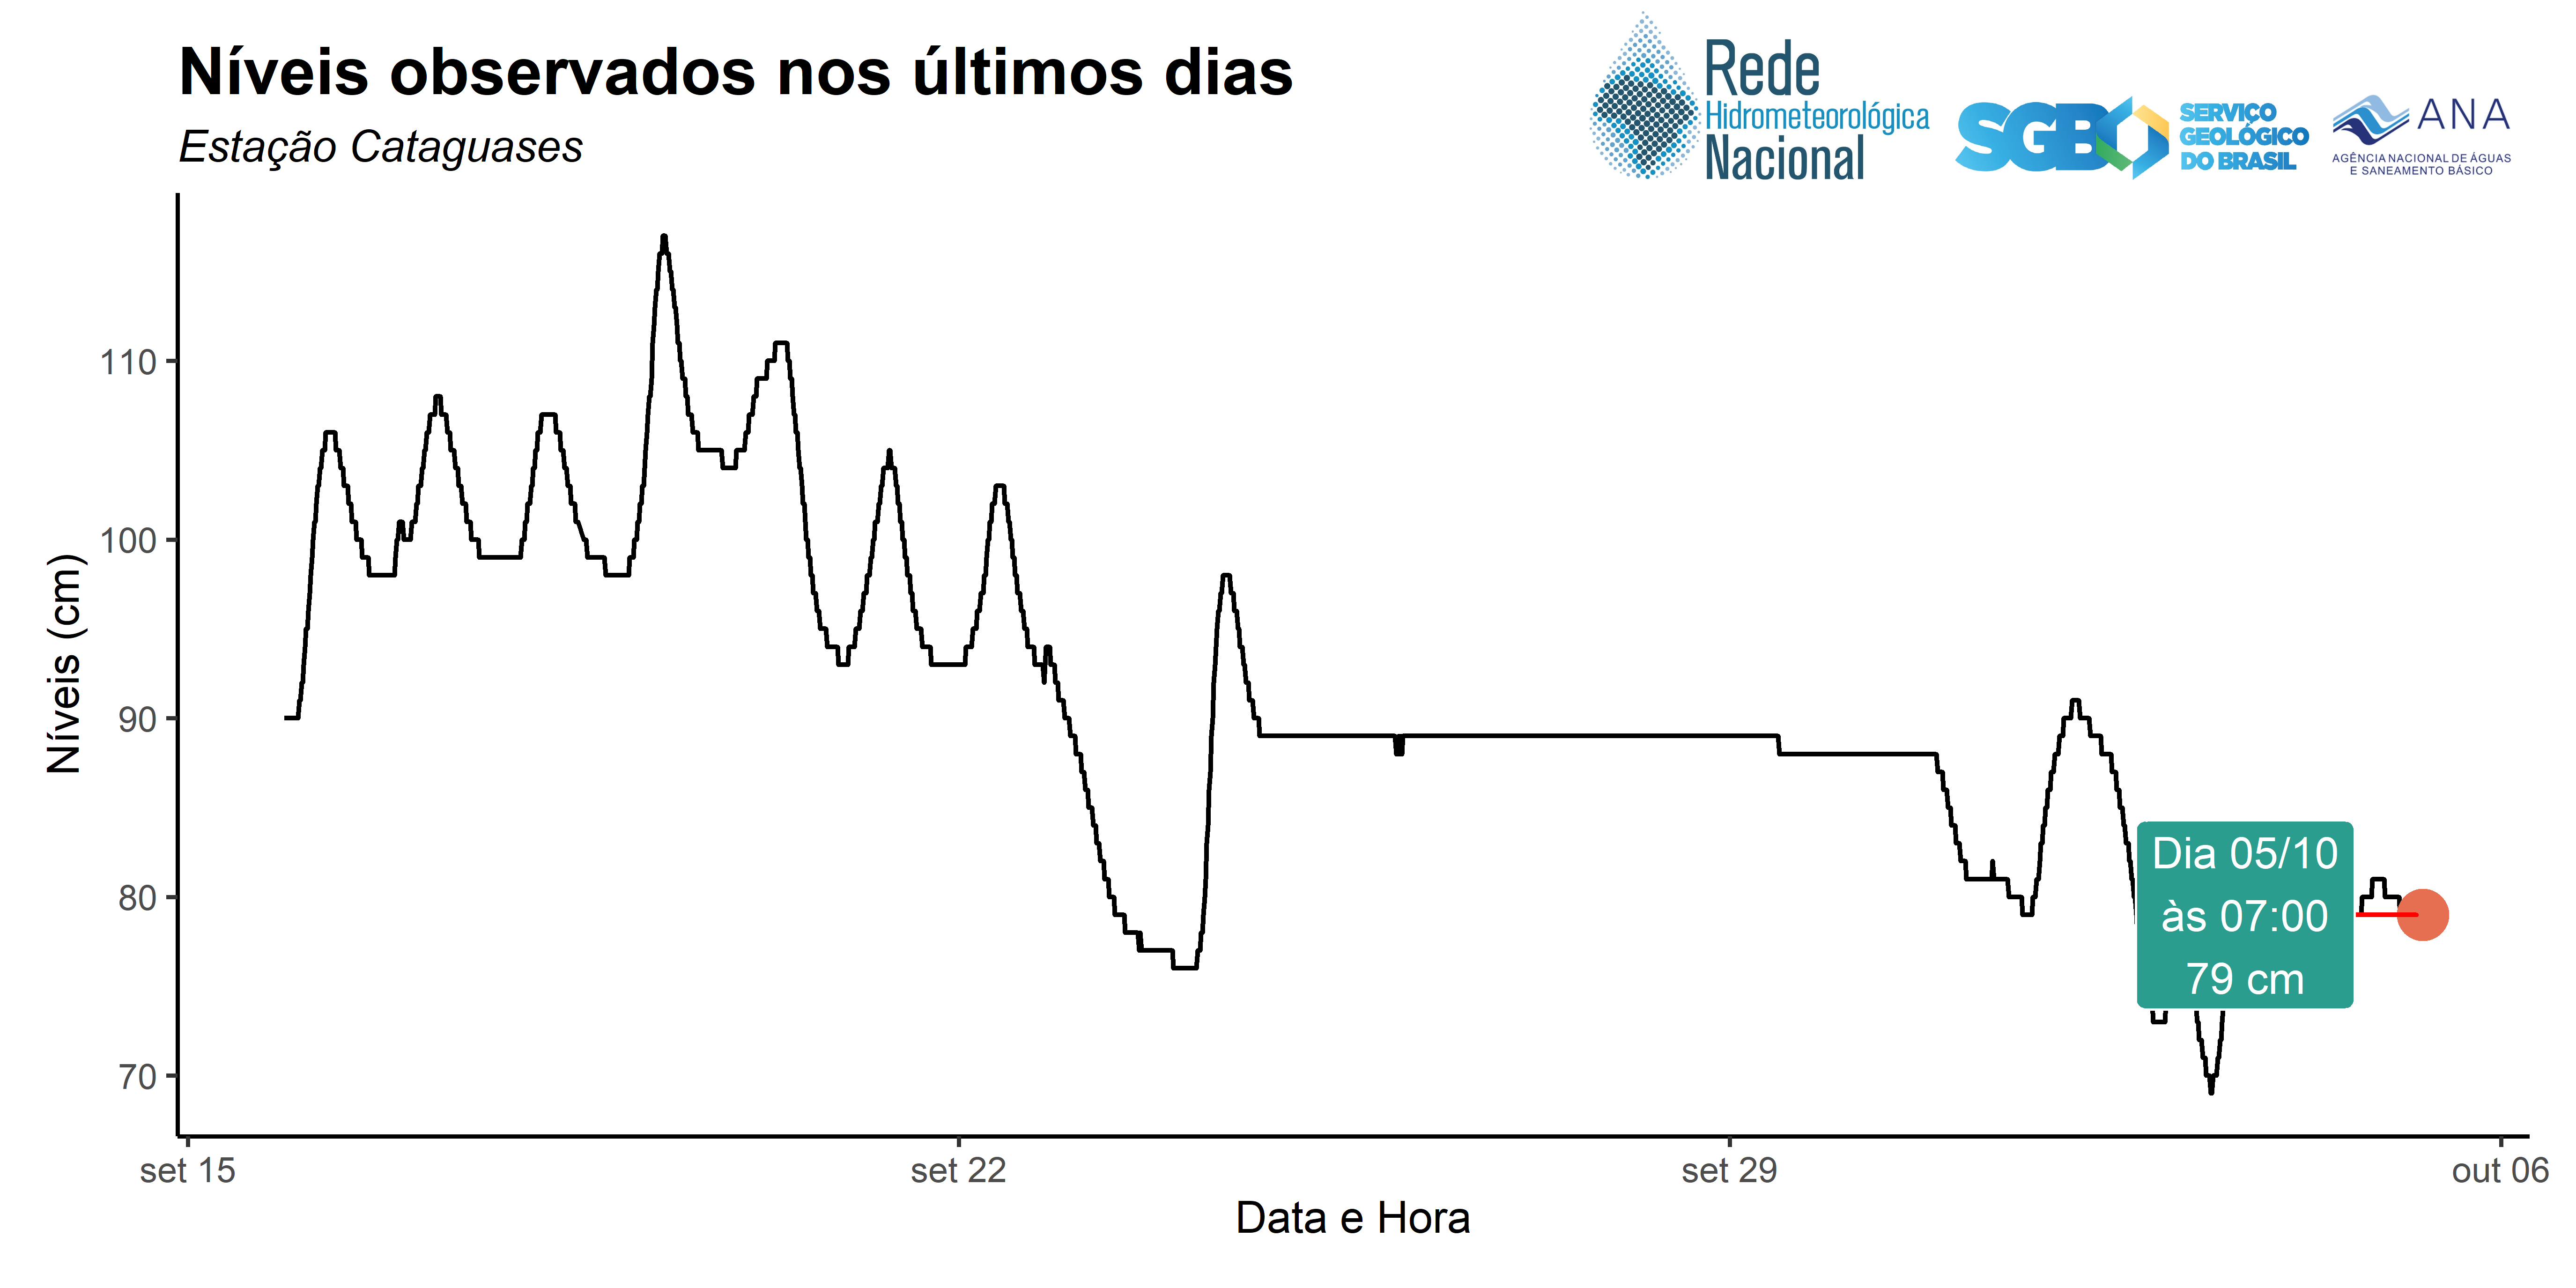 Níveis observados nos últimos dias
Estação Cataguases
Rede
Hidrometeorológica
Nacional
SGB
SERVIÇO
GEOLÓGICO
DO BRASIL
ANA
AGÊNCIA NACIONAL DE ÁGUAS
E SANEAMENTO BÁSICO
Níveis (cm)
110
100
90
80
70
Dia 05/10
às 07:00
79 cm
set 15
set 22
set 29
out 06
Data e Hora